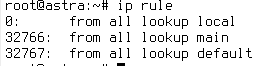 root@astra:~# ip rule
0:      from all lookup local
32766:  from all lookup main
32767:  from all lookup default
root@astra:~#